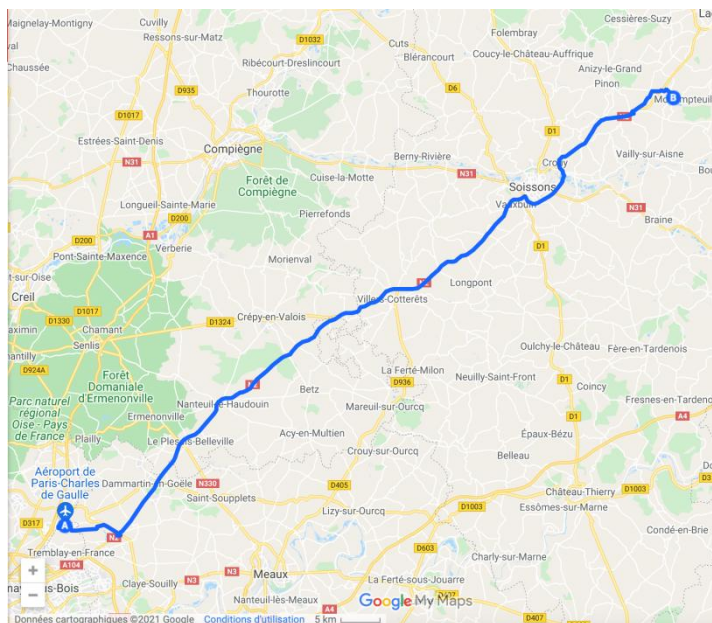 Maignelay-Montigny
Cuvilly
Ressons-sur-Matz
D1032
Cuts
Blérancourt
Folembray
Coucy-le-Château-Auffrique
Cessières-Suzy
La
Chaussée
Ribécourt-Dreslincourt
Thourotte
D935
D6
Anizy-le-Grand
Pinon
B
D1017
Estrées-Saint-Denis
N31
Compiègne
Berny-Rivière
N31
D1
Crouy
Vailly-sur-Aisne
Forêt de
Compiègne
Cuise-la-Motte
Soissons
Vauxbuin
N31
Braine
Longueil-Sainte-Marie
D200
Pierrefonds
D200
A1
Verberie
Pont-Sainte-Maxence
Morienval
D1
Creil
Longpont
D1017
D1330
Chamant
Senlis
D1324
Crépy-en-Valois
Villers-Cotterêts
D924A
Oulchy-le-Château
Fère-en-Tardenois
La Ferté-Milon
D936
Neuilly-Saint-Front
D1
Coincy
Forêt
Domaniale
d'Ermenonville
Parc naturel
régional
Oise - Pays
de France
Nanteuil-le-Haudouin
Betz
Mareuil-sur-Ourcq
Fresnes-en-Tardenois
A4
D1
Ermenonville
Plailly
Le Plessis-Belleville
Acy-en-Multien
Épaux-Bézu
Crouy-sur-Ourcq
Belleau
Aéroport de
Paris-Charles
de Gaulle
Dammartin-en-Goële
N330
Saint-Soupplets
D405
Château-Thierry
D1003
A
D317
Lizy-sur-Ourcq
D1003
Essômes-sur-Marne
Condé-en-Brie
Tremblay-en-France
A104
D603
Charly-sur-Marne
Claye-Souilly
N3
N3
Meaux
La Ferté-sous-Jouarre
Nanteuil-lès-Meaux
A4
D407
+
−
Google My Maps
Données cartographiques ©2021 Google Conditions d'utilisation 5 km